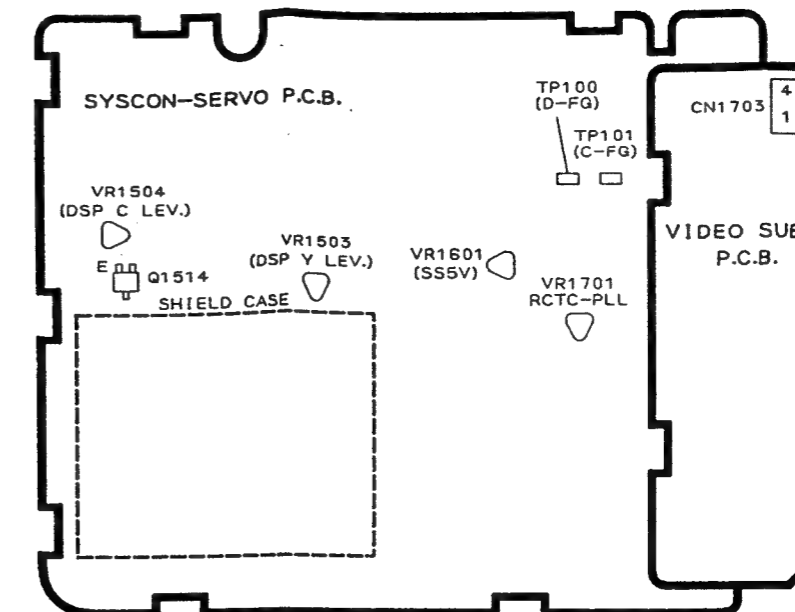 SYSCON-SERVO P.C.B.
TP100
(D-FG)
TP101
(C-FG)
CN1703
4
1
VR1504
(DSP C LEV.)
E
Q1514
VR1503
(DSP Y LEV.)
SHIELD CASE
VR1601
(SS5V)
VR1701
RCTC-PLL
VIDEO SUB
P.C.B.